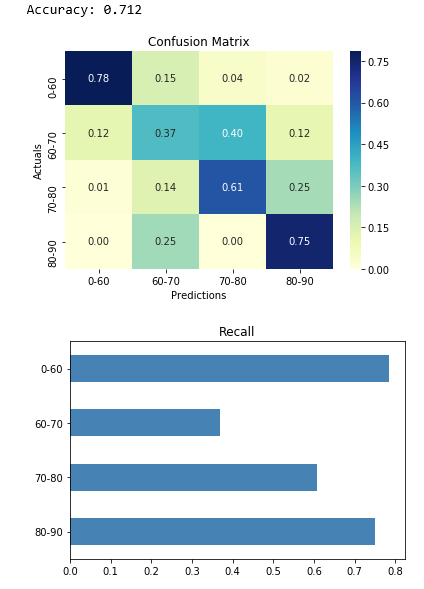 Accuracy: 0.712
Confusion Matrix
0-60 0.78 0.15 0.04 0.02 0.75
60-70 0.12 0.37 0.40 0.12 0.60
0.45
70-80 0.01 0.14 0.61 0.25 0.30
80-90 0.00 0.25 0.00 0.75 0.15
0.00
Actuals
0-60 60-70 70-80 80-90
Predictions
Recall
0-60
60-70
70-80
80-90
0.0 0.1 0.2 0.3 0.4 0.5 0.6 0.7 0.8